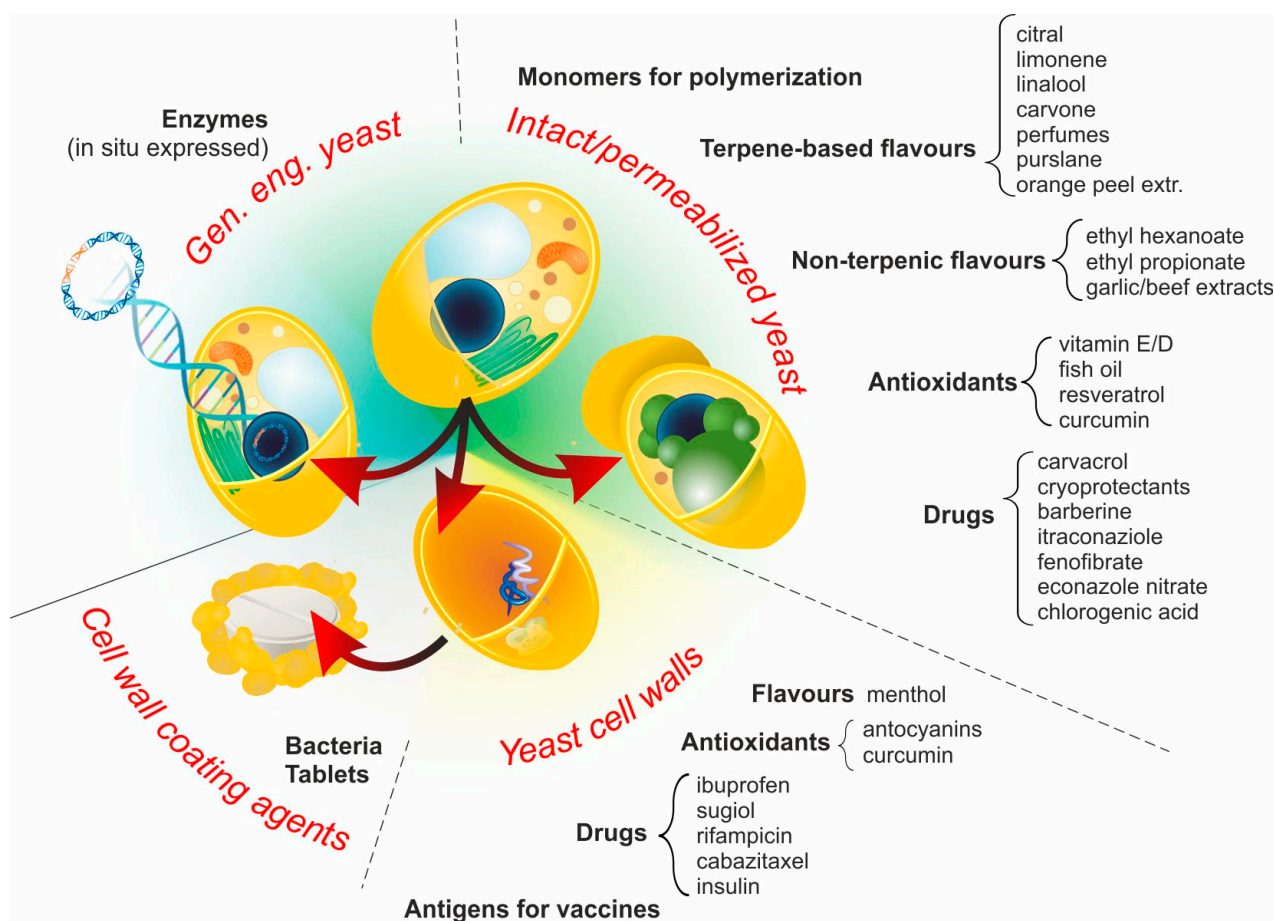 Enzymes
(in situ expressed)
Gen. eng. yeast
Intact/permeabilized yeast
Monomers for polymerization
Terpene-based flavours
citral
limonene
linalool
carvone
perfumes
purslane
orange peel extr.
Non-terpenic flavours
ethyl hexanoate
ethyl propionate
garlic/beef extracts
Antioxidants
vitamin E/D
fish oil
resveratrol
curcumin
Drugs
carvacrol
cryoprotectants
barberine
itraconaziole
fenofibrate
econazole nitrate
chlorogenic acid
Yeast cell walls
Flavours menthol
Antioxidants
antocyanins
curcumin
Drugs
ibuprofen
sugiol
rifampicin
cabazitaxel
insulin
Antigens for vaccines
Cell wall coating agents
Bacteria
Tablets